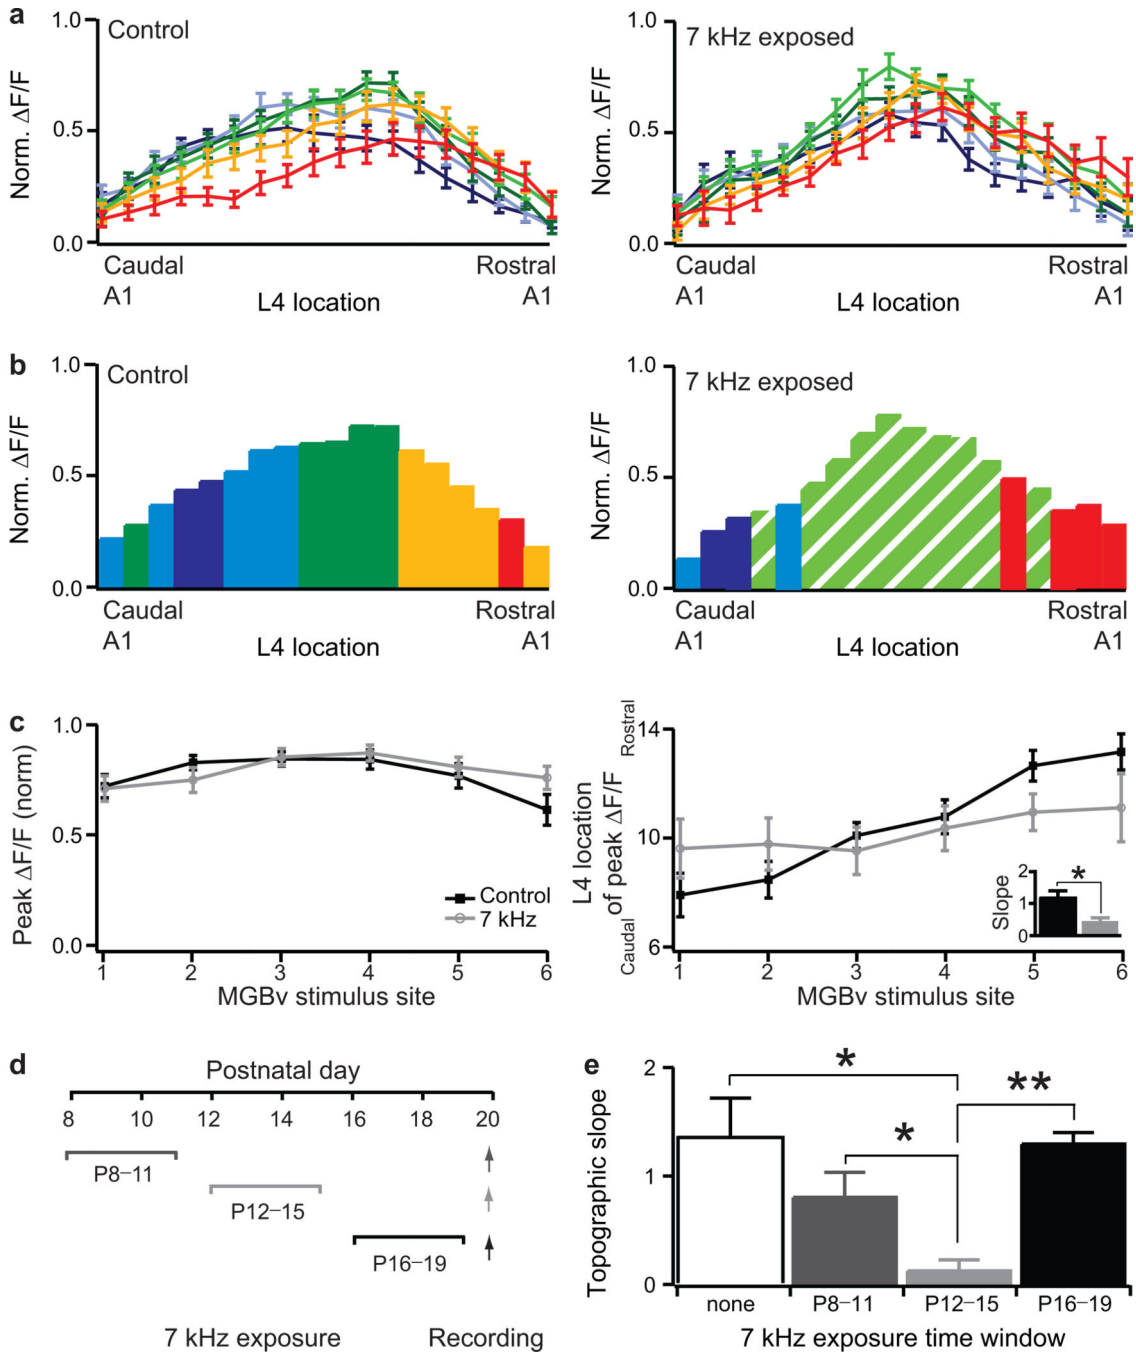 a
Control
1.0
0.5
0.0
Norm. ΔF/F
Caudal
A1
Rostral
A1
L4 location
7 kHz exposed
1.0
0.5
0.0
Norm. ΔF/F
Caudal
A1
Rostral
A1
L4 location
b
Control
1.0
0.5
0.0
Norm. ΔF/F
Caudal
A1
Rostral
A1
L4 location
7 kHz exposed
1.0
0.5
0.0
Norm. ΔF/F
Caudal
A1
Rostral
A1
L4 location
c
1.0
0.5
0.0
Peak ΔF/F (norm)
Control
7 kHz
1 2 3 4 5 6
MGBv stimulus site
14
10
6
Rostral
Caudal
L4 location
of peak ΔF/F
Slope
1
0
*
1 2 3 4 5 6
MGBv stimulus site
d
Postnatal day
8 10 12 14 16 18 20
P8–11
P12–15
P16–19
7 kHz exposure
Recording
e
2
1
0
Topographic slope
*
**
*
none P8–11 P12–15 P16–19
7 kHz exposure time window